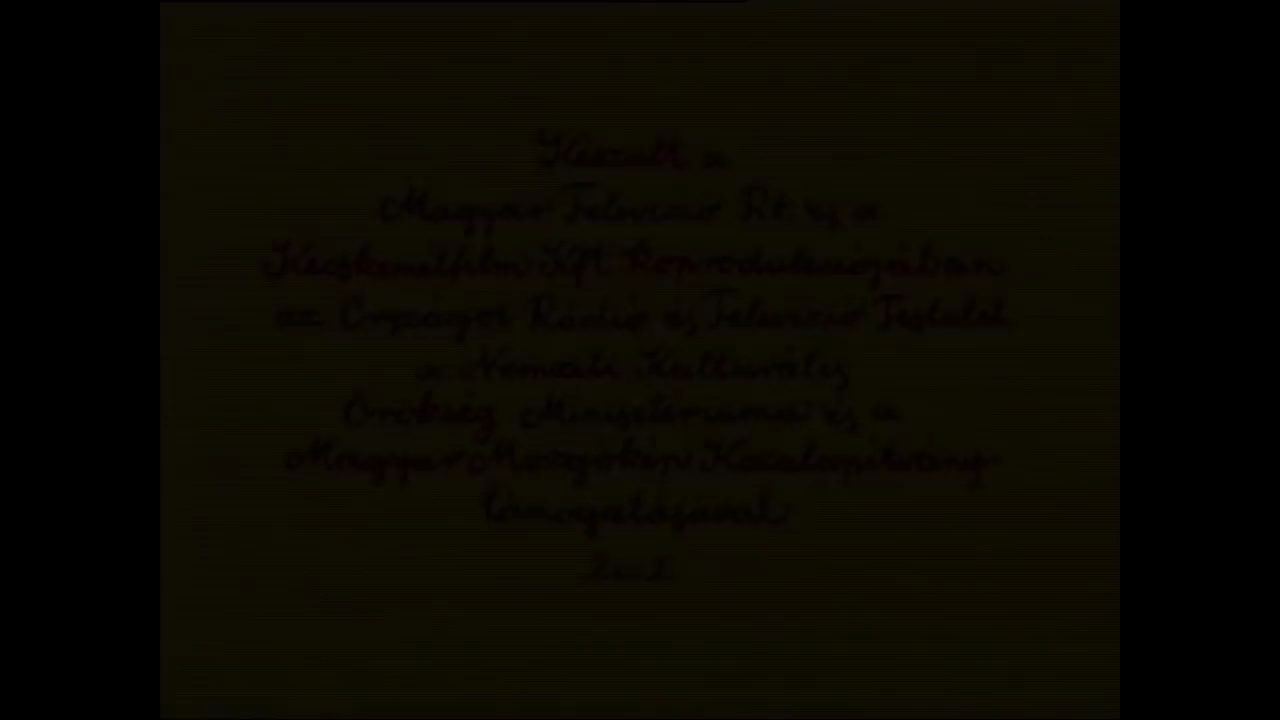 Készült a
Magyar Televízió Rt és a
Kecskemétfilm Kft koprodukciójában
az Országos Rádió és Televízió Testület
a Nemzeti Kulturális
Örökség Minisztériuma és a
Magyar Mozgókép Közalapítvány
támogatásával
2002